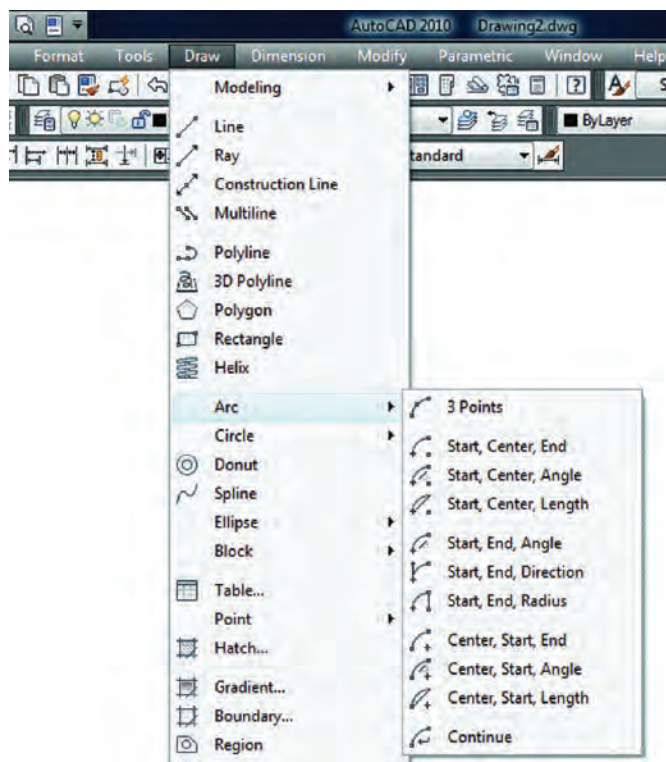 AutoCAD 2010 Drawing2.dwg
Format Tools Draw Dimension Modify Parametric Window Help
ByLayer
tandard
Modeling
Line
Ray
Construction Line
Multiline
Polyline
3D Polyline
Polygon
Rectangle
Helix
Arc
Circle
Donut
Spline
Ellipse
Block
Table...
Point
Hatch...
Gradient...
Boundary...
Region
3 Points
Start, Center, End
Start, Center, Angle
Start, Center, Length
Start, End, Angle
Start, End, Direction
Start, End, Radius
Center, Start, End
Center, Start, Angle
Center, Start, Length
Continue